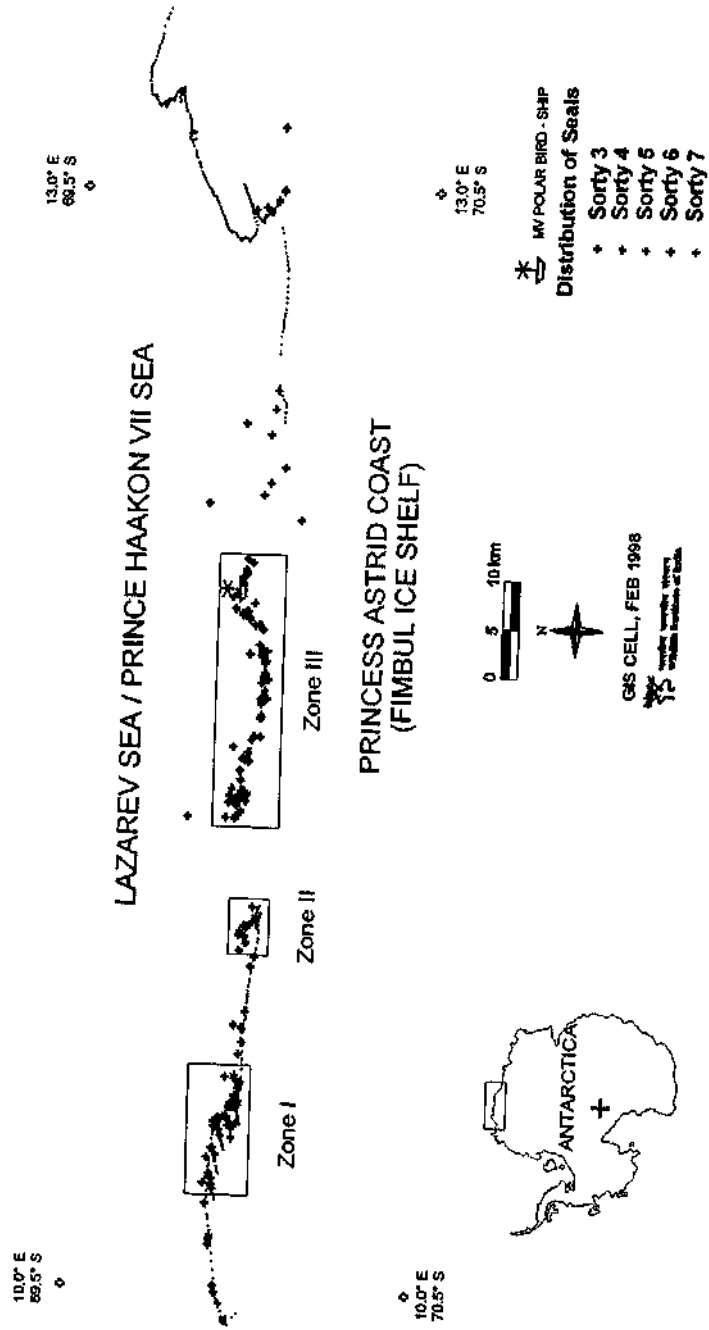 10.0° E
69.5° S
13.0° E
69.5° S
LAZAREV SEA / PRINCE HAAKON VII SEA
Zone I
Zone II
Zone III
PRINCESS ASTRID COAST
(FIMBUL ICE SHELF)
10.0° E
70.5° S
13.0° E
70.5° S
ANTARCTICA
0 5 10 km
N
GIS CELL, FEB 1998
MV POLAR BIRD - SHIP
Distribution of Seals
+ Sorty 3
+ Sorty 4
+ Sorty 5
+ Sorty 6
+ Sorty 7